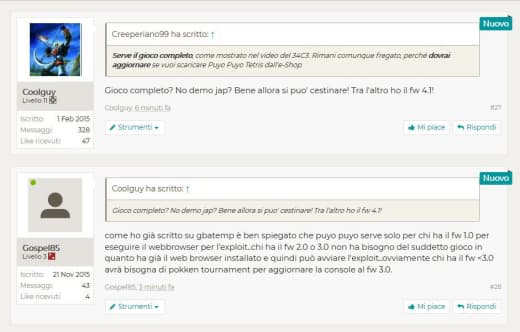 Nuovo
Creeperiano99 ha scritto: ↑
Serve il gioco completo, come mostrato nel video del 34C3. Rimani comunque fregato, perché dovrai
aggiornare se vuoi scaricare Puyo Puyo Tetris dall'e-Shop.
Gioco completo? No demo jap? Bene allora si puo' cestinare! Tra l'altro ho il fw 4.1!
Coolguy
Livello 11
Iscritto: 1 Feb 2015
Messaggi: 328
Like ricevuti: 47
Coolguy, 6 minuti fa
#27
Strumenti
Mi piace
Rispondi
Nuovo
Coolguy ha scritto: ↑
Gioco completo? No demo jap? Bene allora si puo' cestinare! Tra l'altro ho il fw 4.1!
come ho già scritto su gbatemp è ben spiegato che puyo puyo serve solo per chi ha il fw 1.0 per
eseguire il webbrowser per l'exploit..chi ha il fw 2.0 o 3.0 non ha bisogno del suddetto gioco in
quanto ha già il web browser installato e quindi può avviare l'exploit..ovviamente chi ha il fw <3.0
avrà bisogna di pokken tournament per aggiornare la console al fw 3.0.
Gospel85
Livello 3
Iscritto: 21 Nov 2015
Messaggi: 43
Like ricevuti: 4
Gospel85, 3 minuti fa
#28
Strumenti
Mi piace
Rispondi